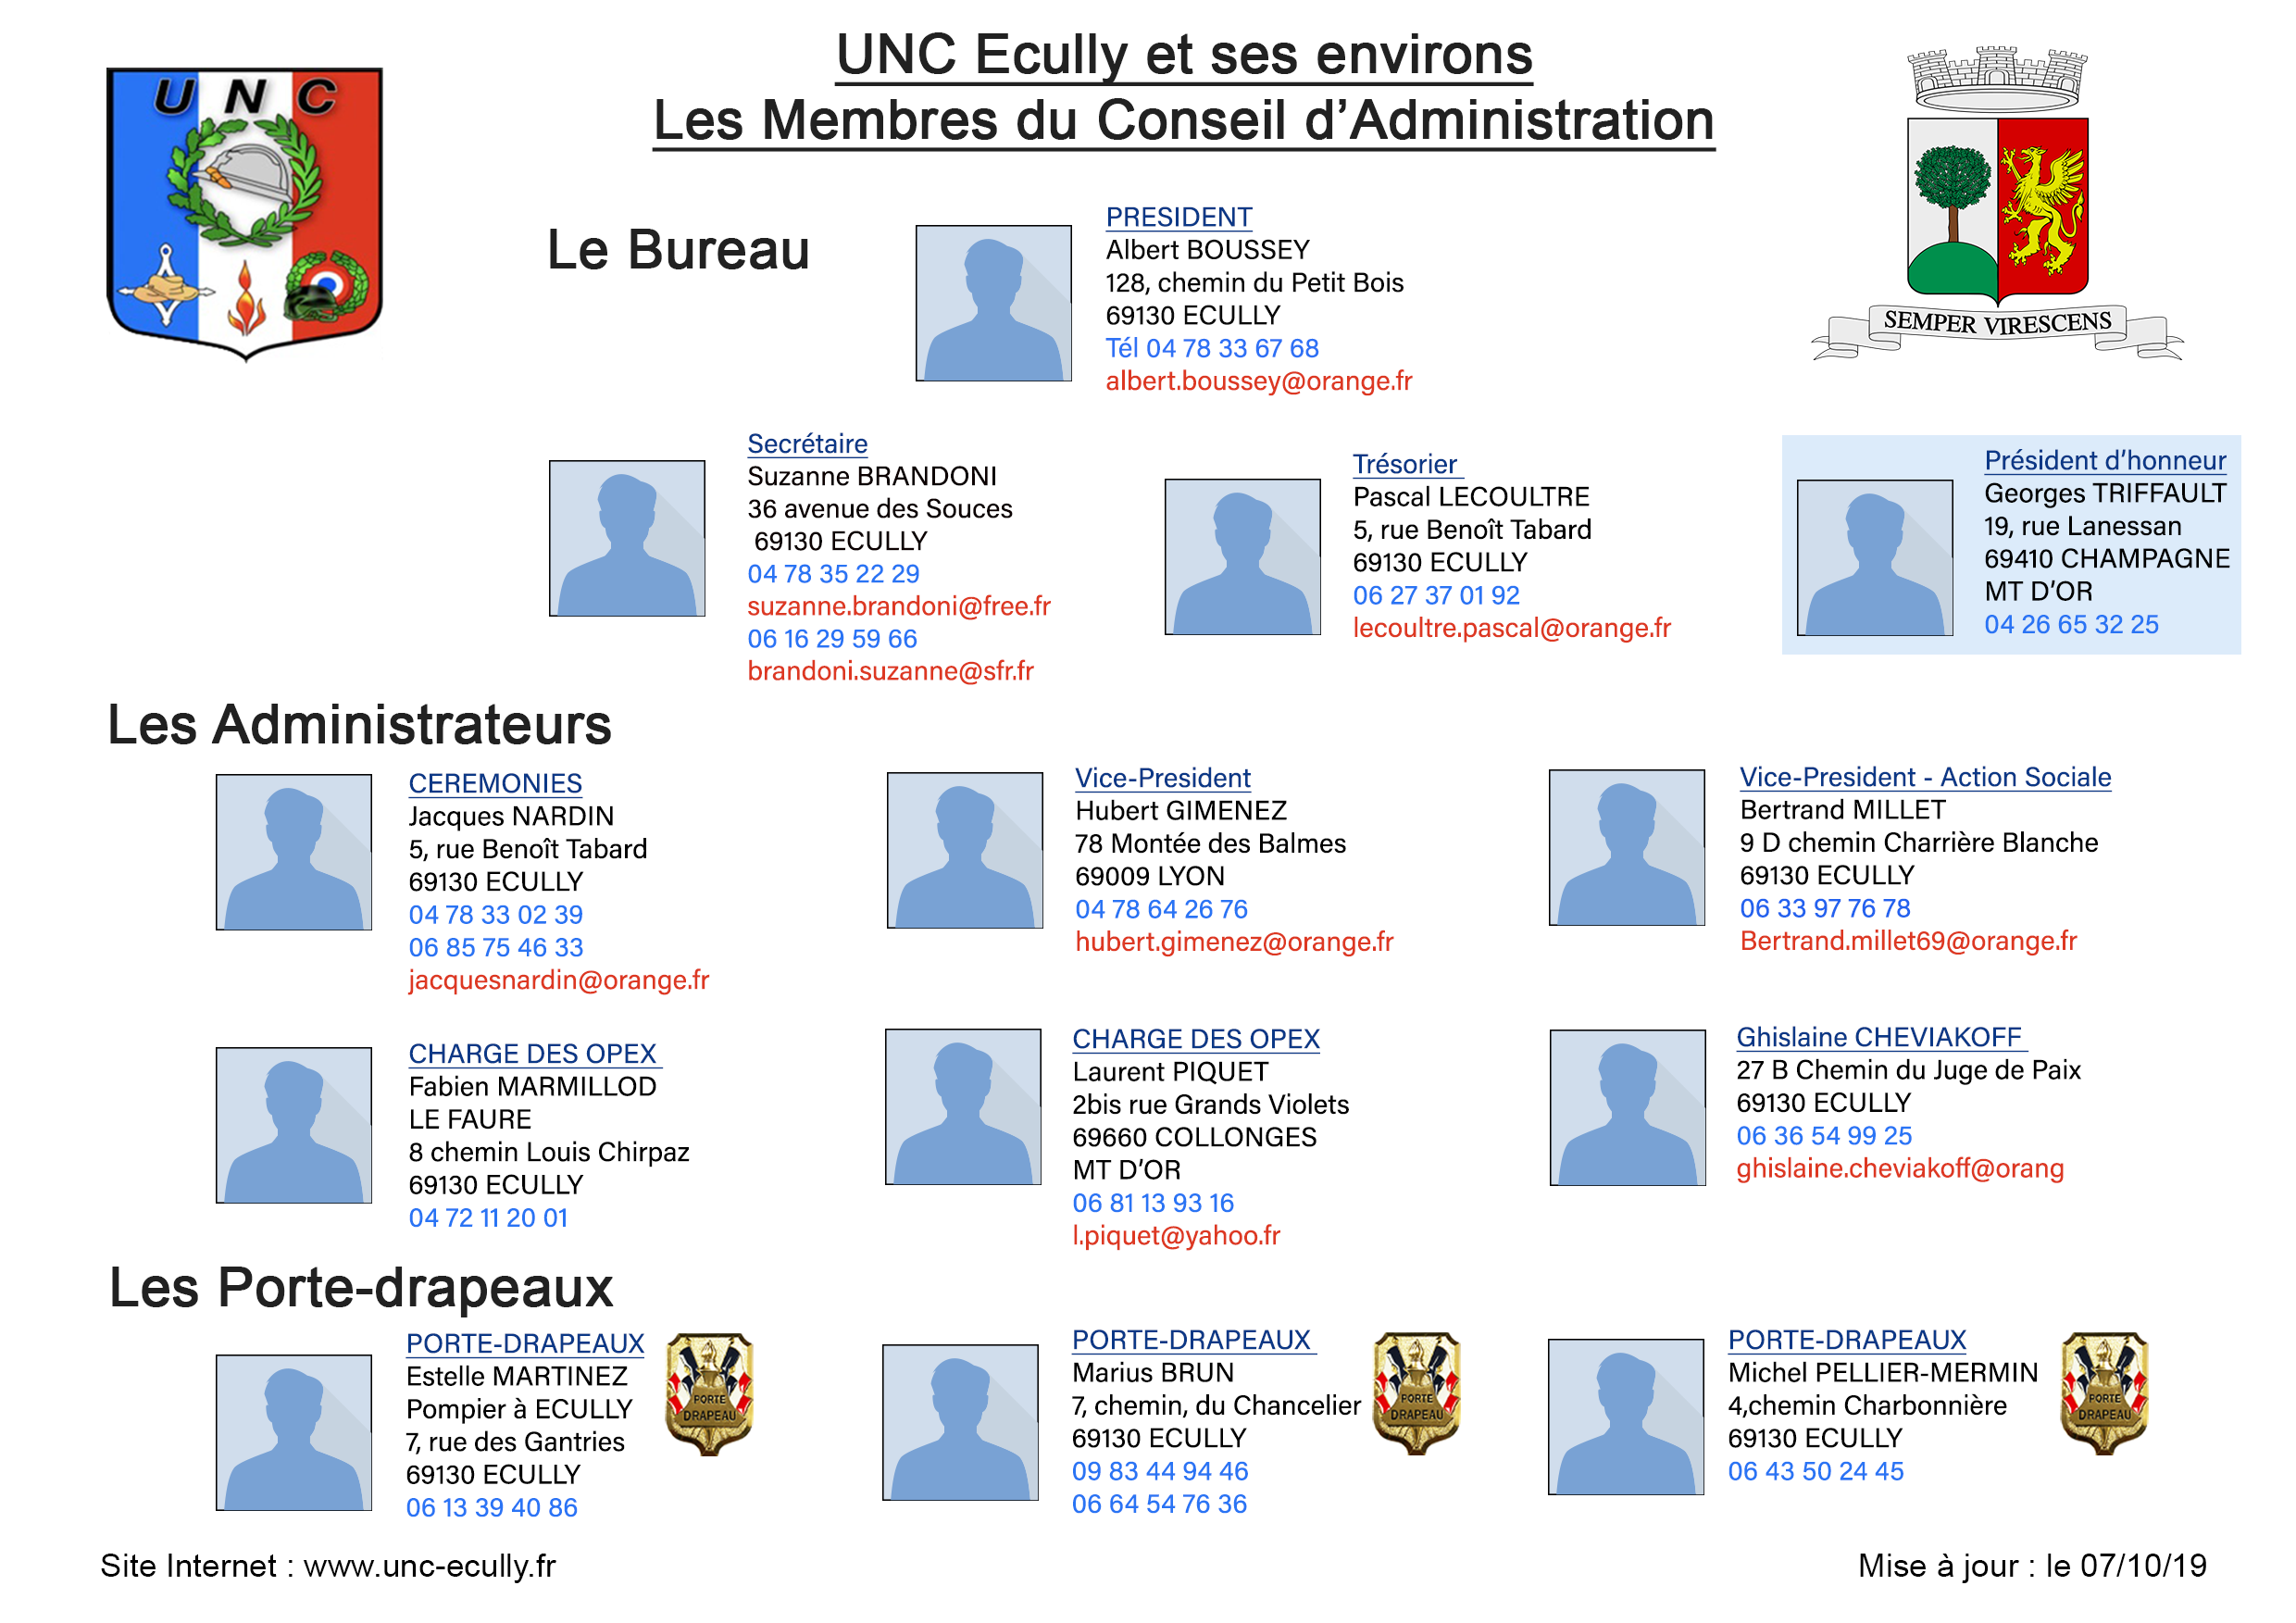 UNC Ecully et ses environs
Les Membres du Conseil d’Administration
U N C
SEMPER VIRESCENS
Le Bureau
PRESIDENT
Albert BOUSSEY
128, chemin du Petit Bois
69130 ECULLY
Tél 04 78 33 67 68
albert.boussey@orange.fr
Secrétaire
Suzanne BRANDONI
36 avenue des Souces
69130 ECULLY
04 78 35 22 29
suzanne.brandoni@free.fr
06 16 29 59 66
brandoni.suzanne@sfr.fr
Trésorier
Pascal LECOULTRE
5, rue Benoît Tabard
69130 ECULLY
06 27 37 01 92
lecoultre.pascal@orange.fr
Président d’honneur
Georges TRIFFAULT
19, rue Lanessan
69410 CHAMPAGNE
MT D’OR
04 26 65 32 25
Les Administrateurs
CEREMONIES
Jacques NARDIN
5, rue Benoît Tabard
69130 ECULLY
04 78 33 02 39
06 85 75 46 33
jacquesnardin@orange.fr
Vice-President
Hubert GIMENEZ
78 Montée des Balmes
69009 LYON
04 78 64 26 76
hubert.gimenez@orange.fr
Vice-President - Action Sociale
Bertrand MILLET
9 D chemin Charrière Blanche
69130 ECULLY
06 33 97 76 78
Bertrand.millet69@orange.fr
CHARGE DES OPEX
Fabien MARMILLOD
LE FAURE
8 chemin Louis Chirpaz
69130 ECULLY
04 72 11 20 01
CHARGE DES OPEX
Laurent PIQUET
2bis rue Grands Violets
69660 COLLONGES
MT D’OR
06 81 13 93 16
l.piquet@yahoo.fr
Ghislaine CHEVIAKOFF
27 B Chemin du Juge de Paix
69130 ECULLY
06 36 54 99 25
ghislaine.cheviakoff@orang
Les Porte-drapeaux
PORTE-DRAPEAUX
Estelle MARTINEZ
Pompier à ECULLY
7, rue des Gantries
69130 ECULLY
06 13 39 40 86
PORTE
DRAPEAU
PORTE-DRAPEAUX
Marius BRUN
7, chemin, du Chancelier
69130 ECULLY
09 83 44 94 46
06 64 54 76 36
PORTE
DRAPEAU
PORTE-DRAPEAUX
Michel PELLIER-MERMIN
4,chemin Charbonnière
69130 ECULLY
06 43 50 24 45
PORTE
DRAPEAU
Site Internet : www.unc-ecully.fr
Mise à jour : le 07/10/19